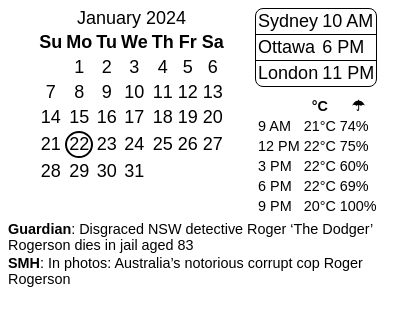 January 2024
Su Mo Tu We Th Fr Sa
1 2 3 4 5 6
7 8 9 10 11 12 13
14 15 16 17 18 19 20
21 22 23 24 25 26 27
28 29 30 31
Sydney 10 AM
Ottawa 6 PM
London 11 PM
°C ☂
9 AM 21°C 74%
12 PM 22°C 75%
3 PM 22°C 60%
6 PM 22°C 69%
9 PM 20°C 100%
Guardian: Disgraced NSW detective Roger ‘The Dodger’
Rogerson dies in jail aged 83
SMH: In photos: Australia’s notorious corrupt cop Roger
Rogerson